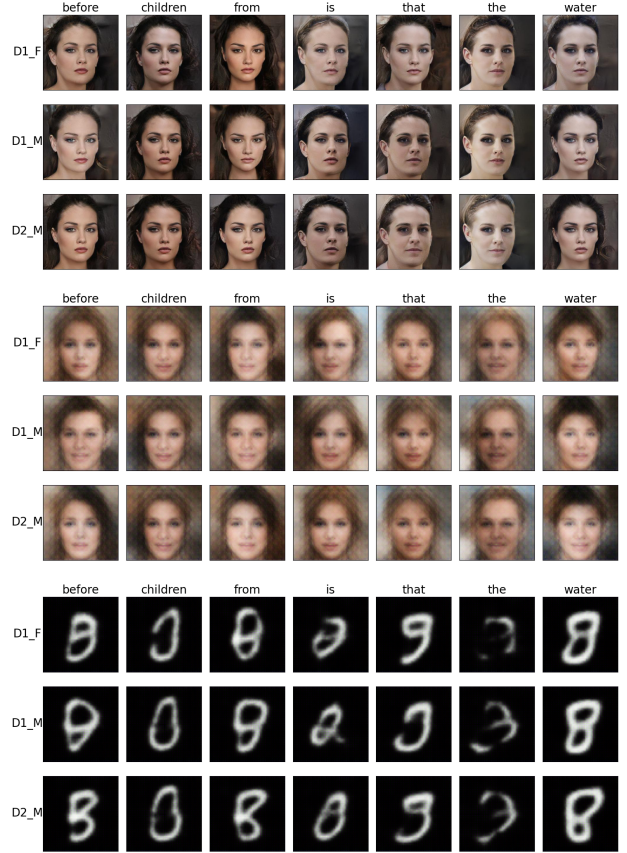 before children from is that the water
D1_F
D1_M
D2_M
before children from is that the water
D1_F
D1_M
D2_M
before children from is that the water
D1_F
D1_M
D2_M